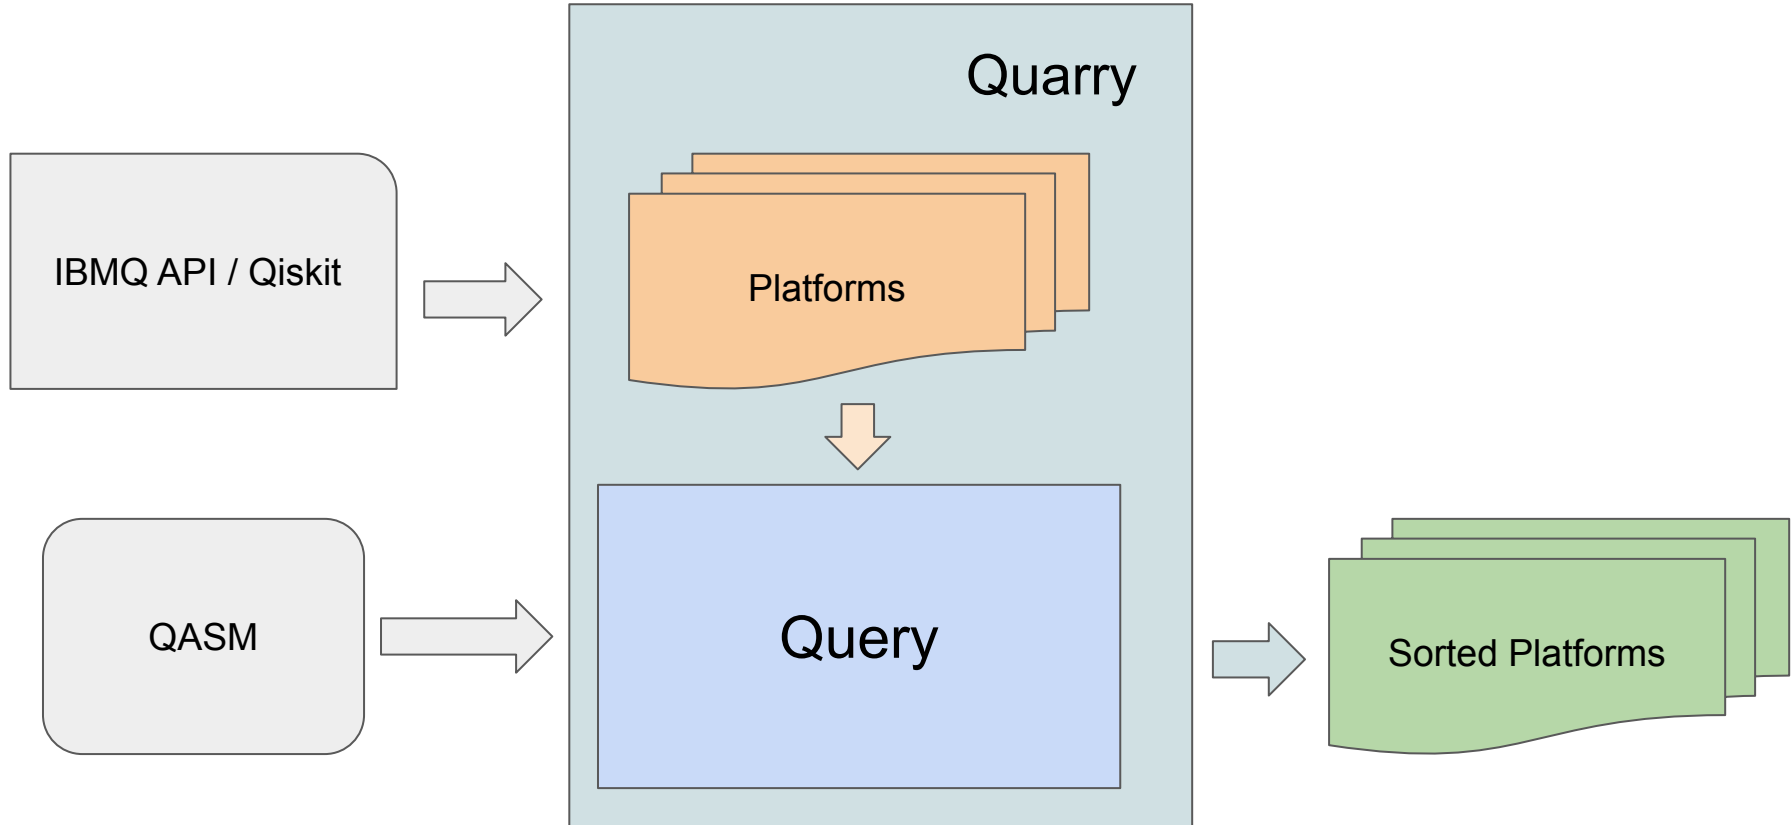 Quarry
IBMQ API / Qiskit
Platforms
QASM
Query
Sorted Platforms